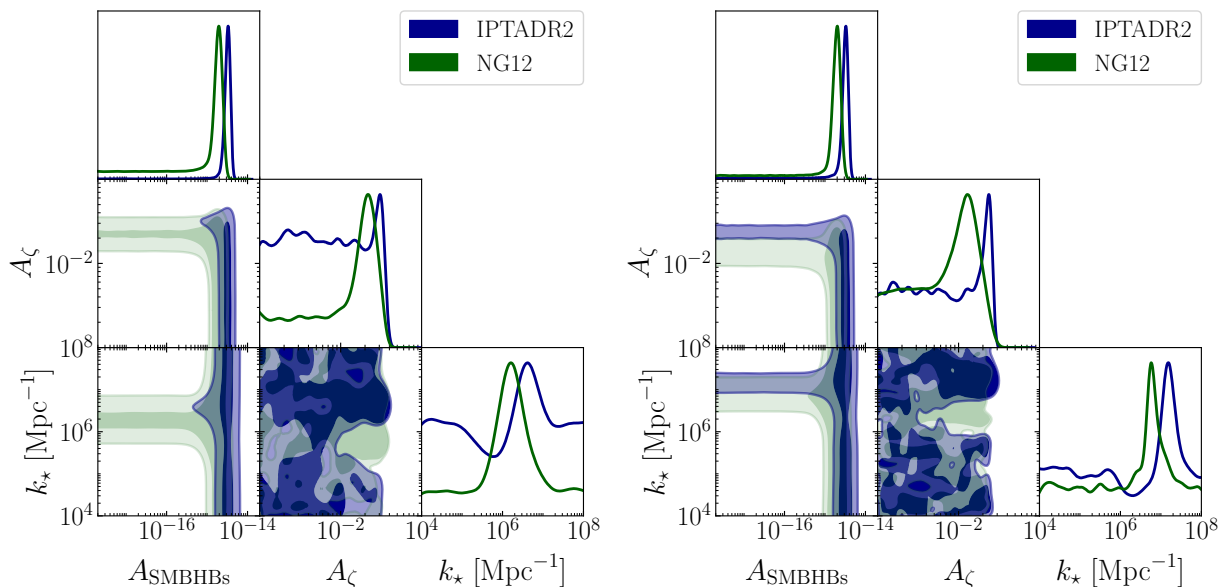 IPTADR2
NG12
IPTADR2
NG12
A_ζ
10^−2
A_ζ
10^−2
k_⋆ [Mpc^−1]
10^8
10^6
10^4
k_⋆ [Mpc^−1]
10^8
10^6
10^4
10^−16
14
10^−2
10^4
10^6
10^8
10^−16
14
10^−2
10^4
10^6
10^8
A_SMBHBs
A_ζ
k_⋆ [Mpc^−1]
A_SMBHBs
A_ζ
k_⋆ [Mpc^−1]